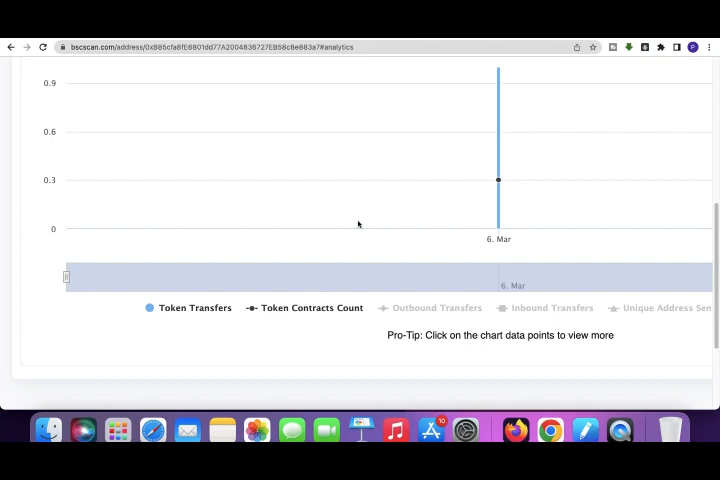 bscscan.com/address/0xB85cfa8fE6801dd77A2004836727EB58c8e883a7#analytics
P
0.9
0.6
0.3
0
6. Mar
6. Mar
Token Transfers Token Contracts Count Outbound Transfers Inbound Transfers Unique Address Sen
Pro-Tip: Click on the chart data points to view more
10